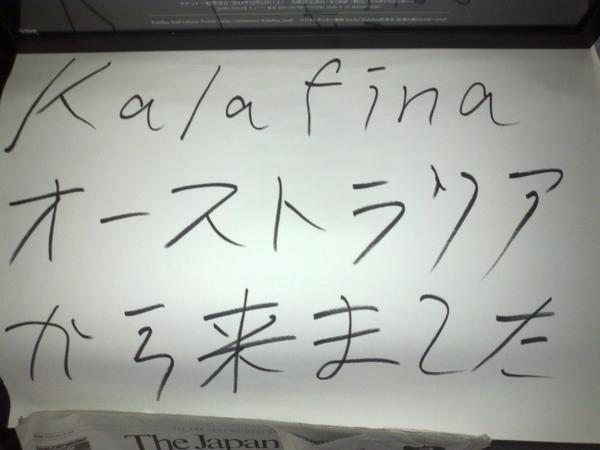 Kalafina
オーストラリア
から来ました
The Japan